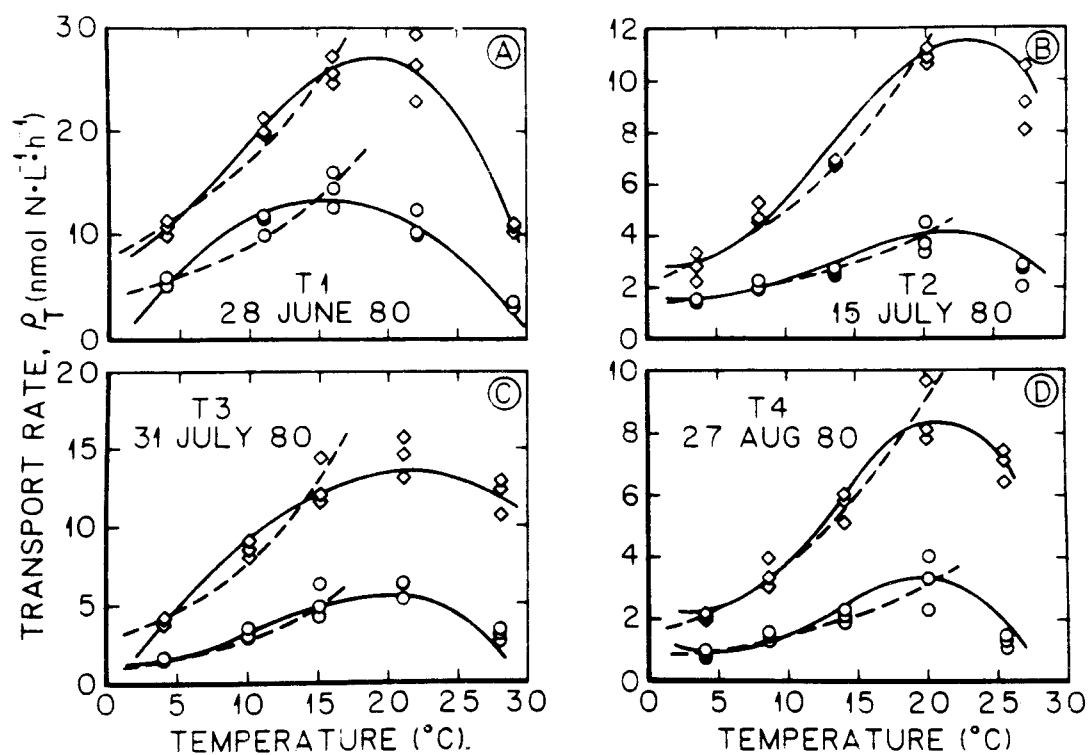 TRANSPORT RATE, ρT (nmol N·L⁻¹·h⁻¹)
30
20
10
0
A
T1
28 JUNE 80
12
10
8
6
4
2
0
B
T2
15 JULY 80
20
15
10
5
0
C
T3
31 JULY 80
0 5 10 15 20 25 30
TEMPERATURE (°C).
10
8
6
4
2
0
D
T4
27 AUG 80
0 5 10 15 20 25 30
TEMPERATURE (°C)